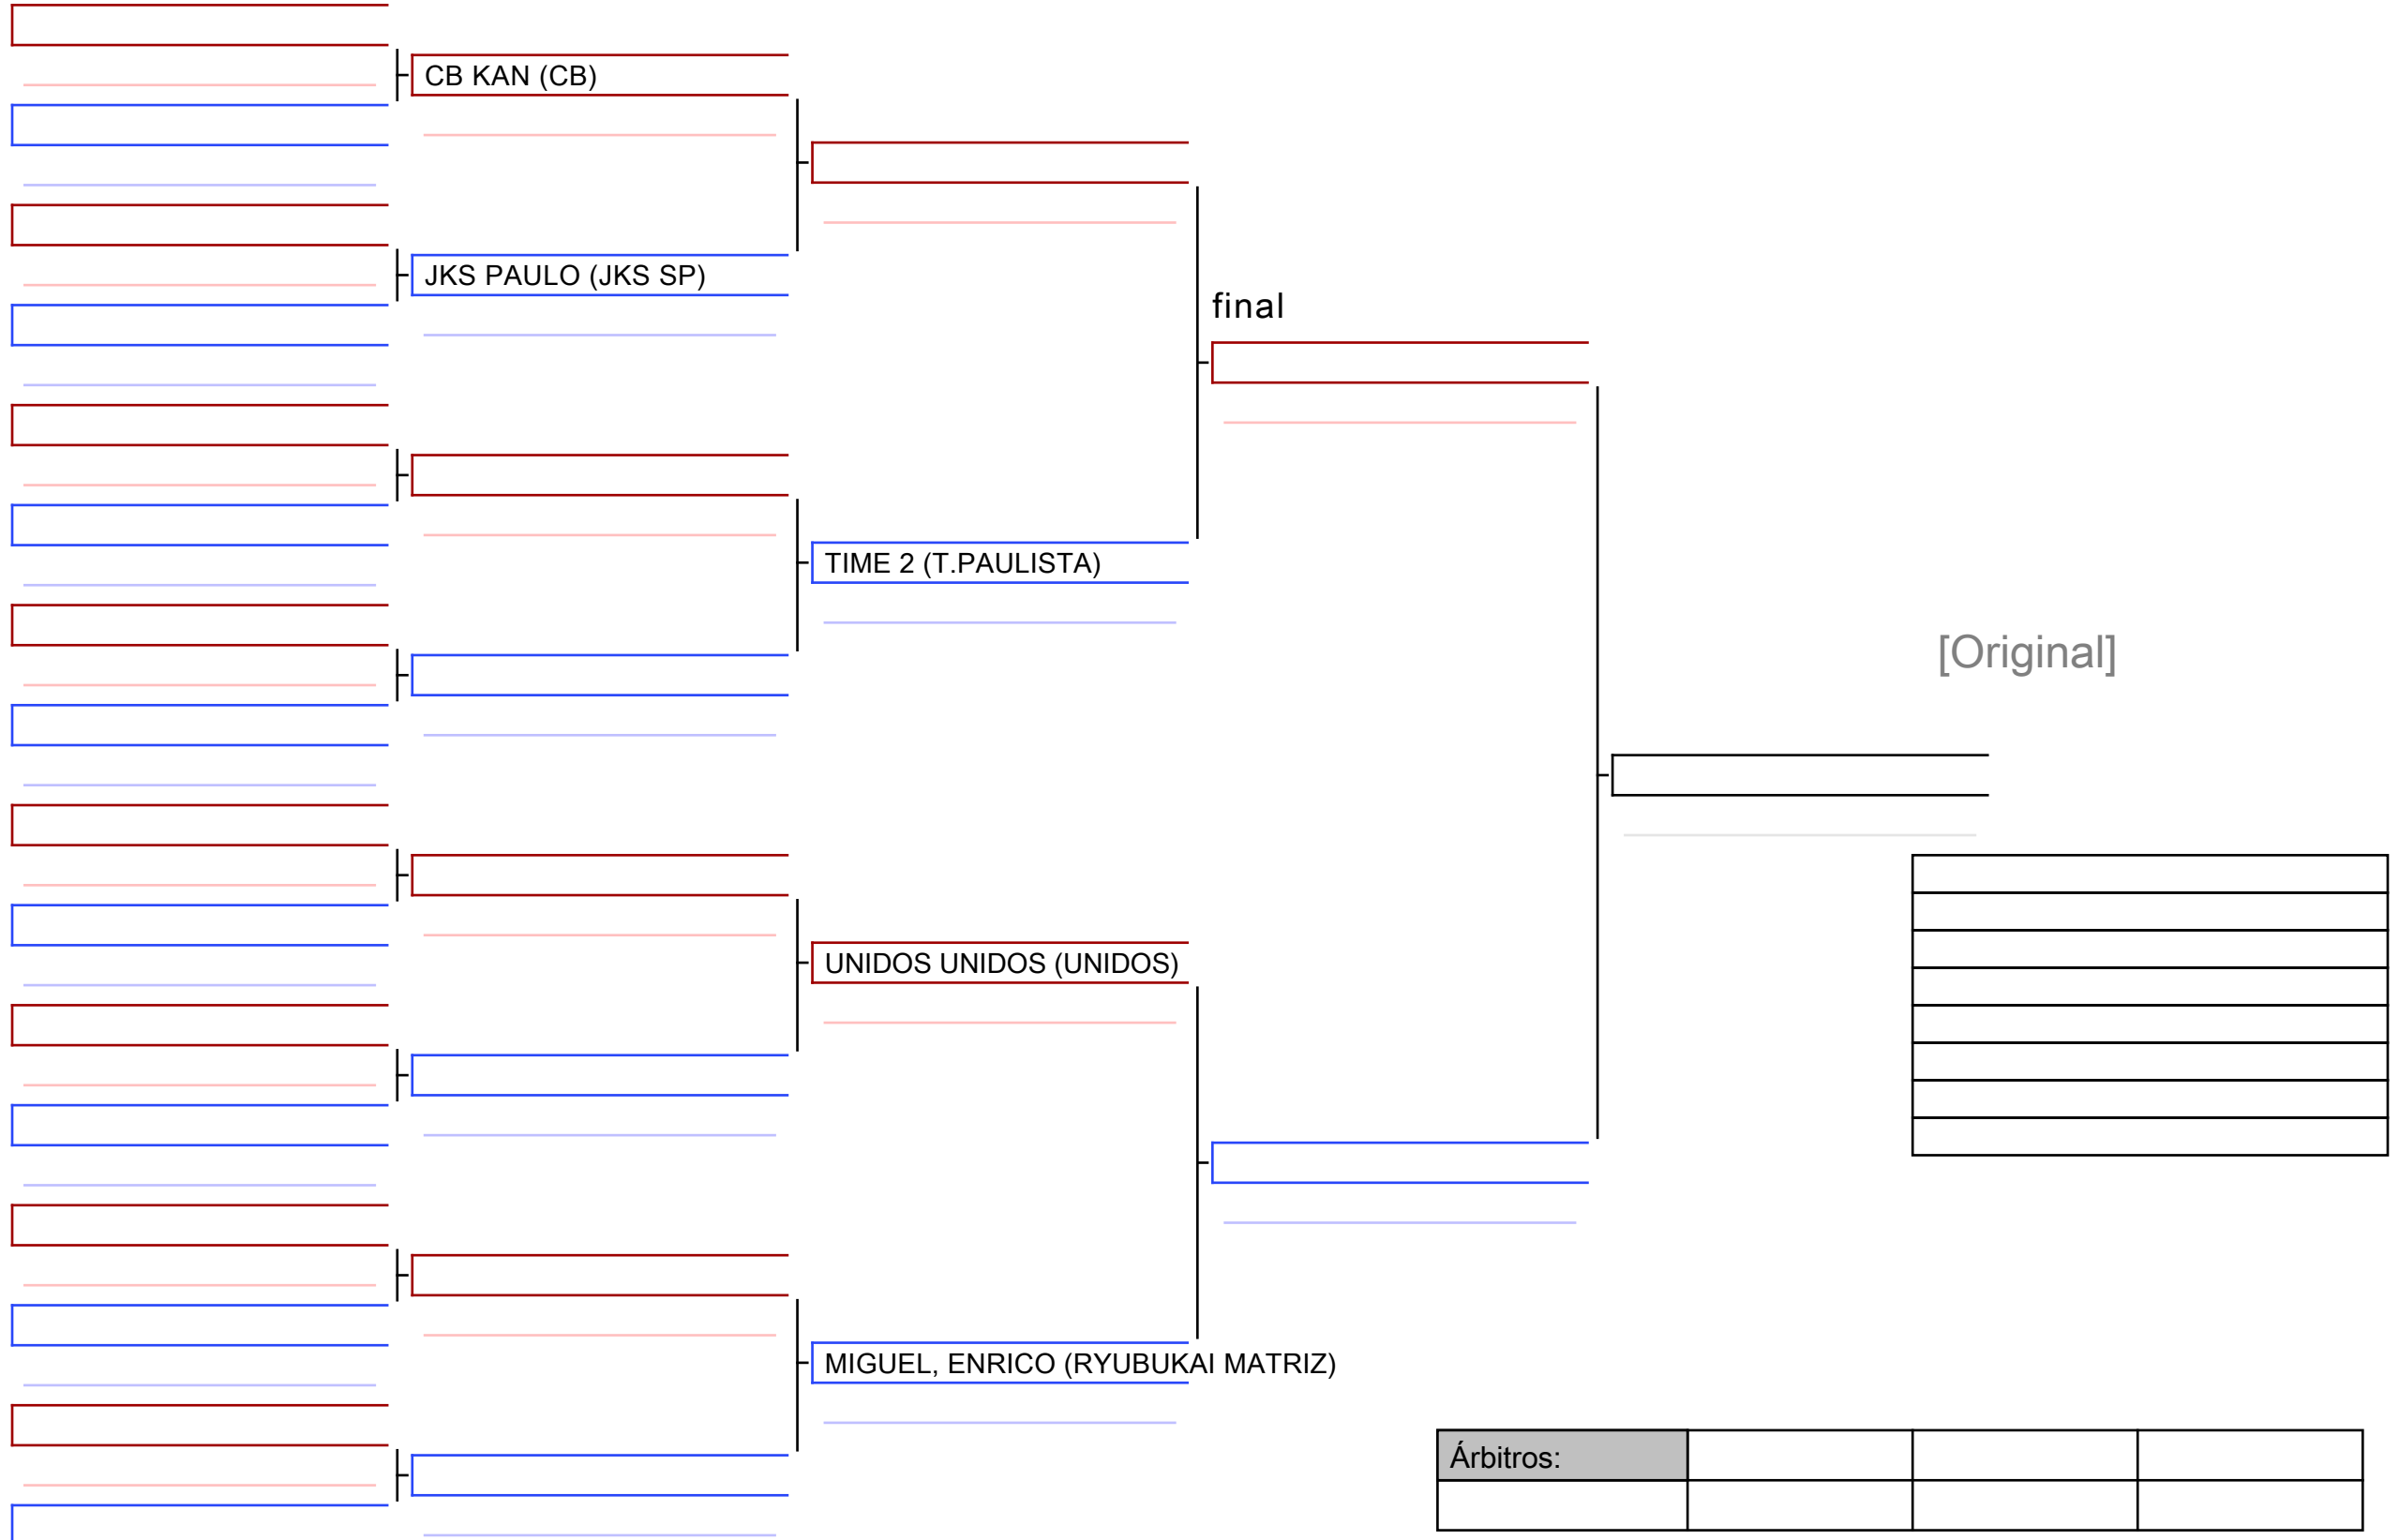 CB KAN (CB)
JKS PAULO (JKS SP)
final
TIME 2 (T.PAULISTA)
[Original]
UNIDOS UNIDOS (UNIDOS)
MIGUEL, ENRICO (RYUBUKAI MATRIZ)
Árbitros: